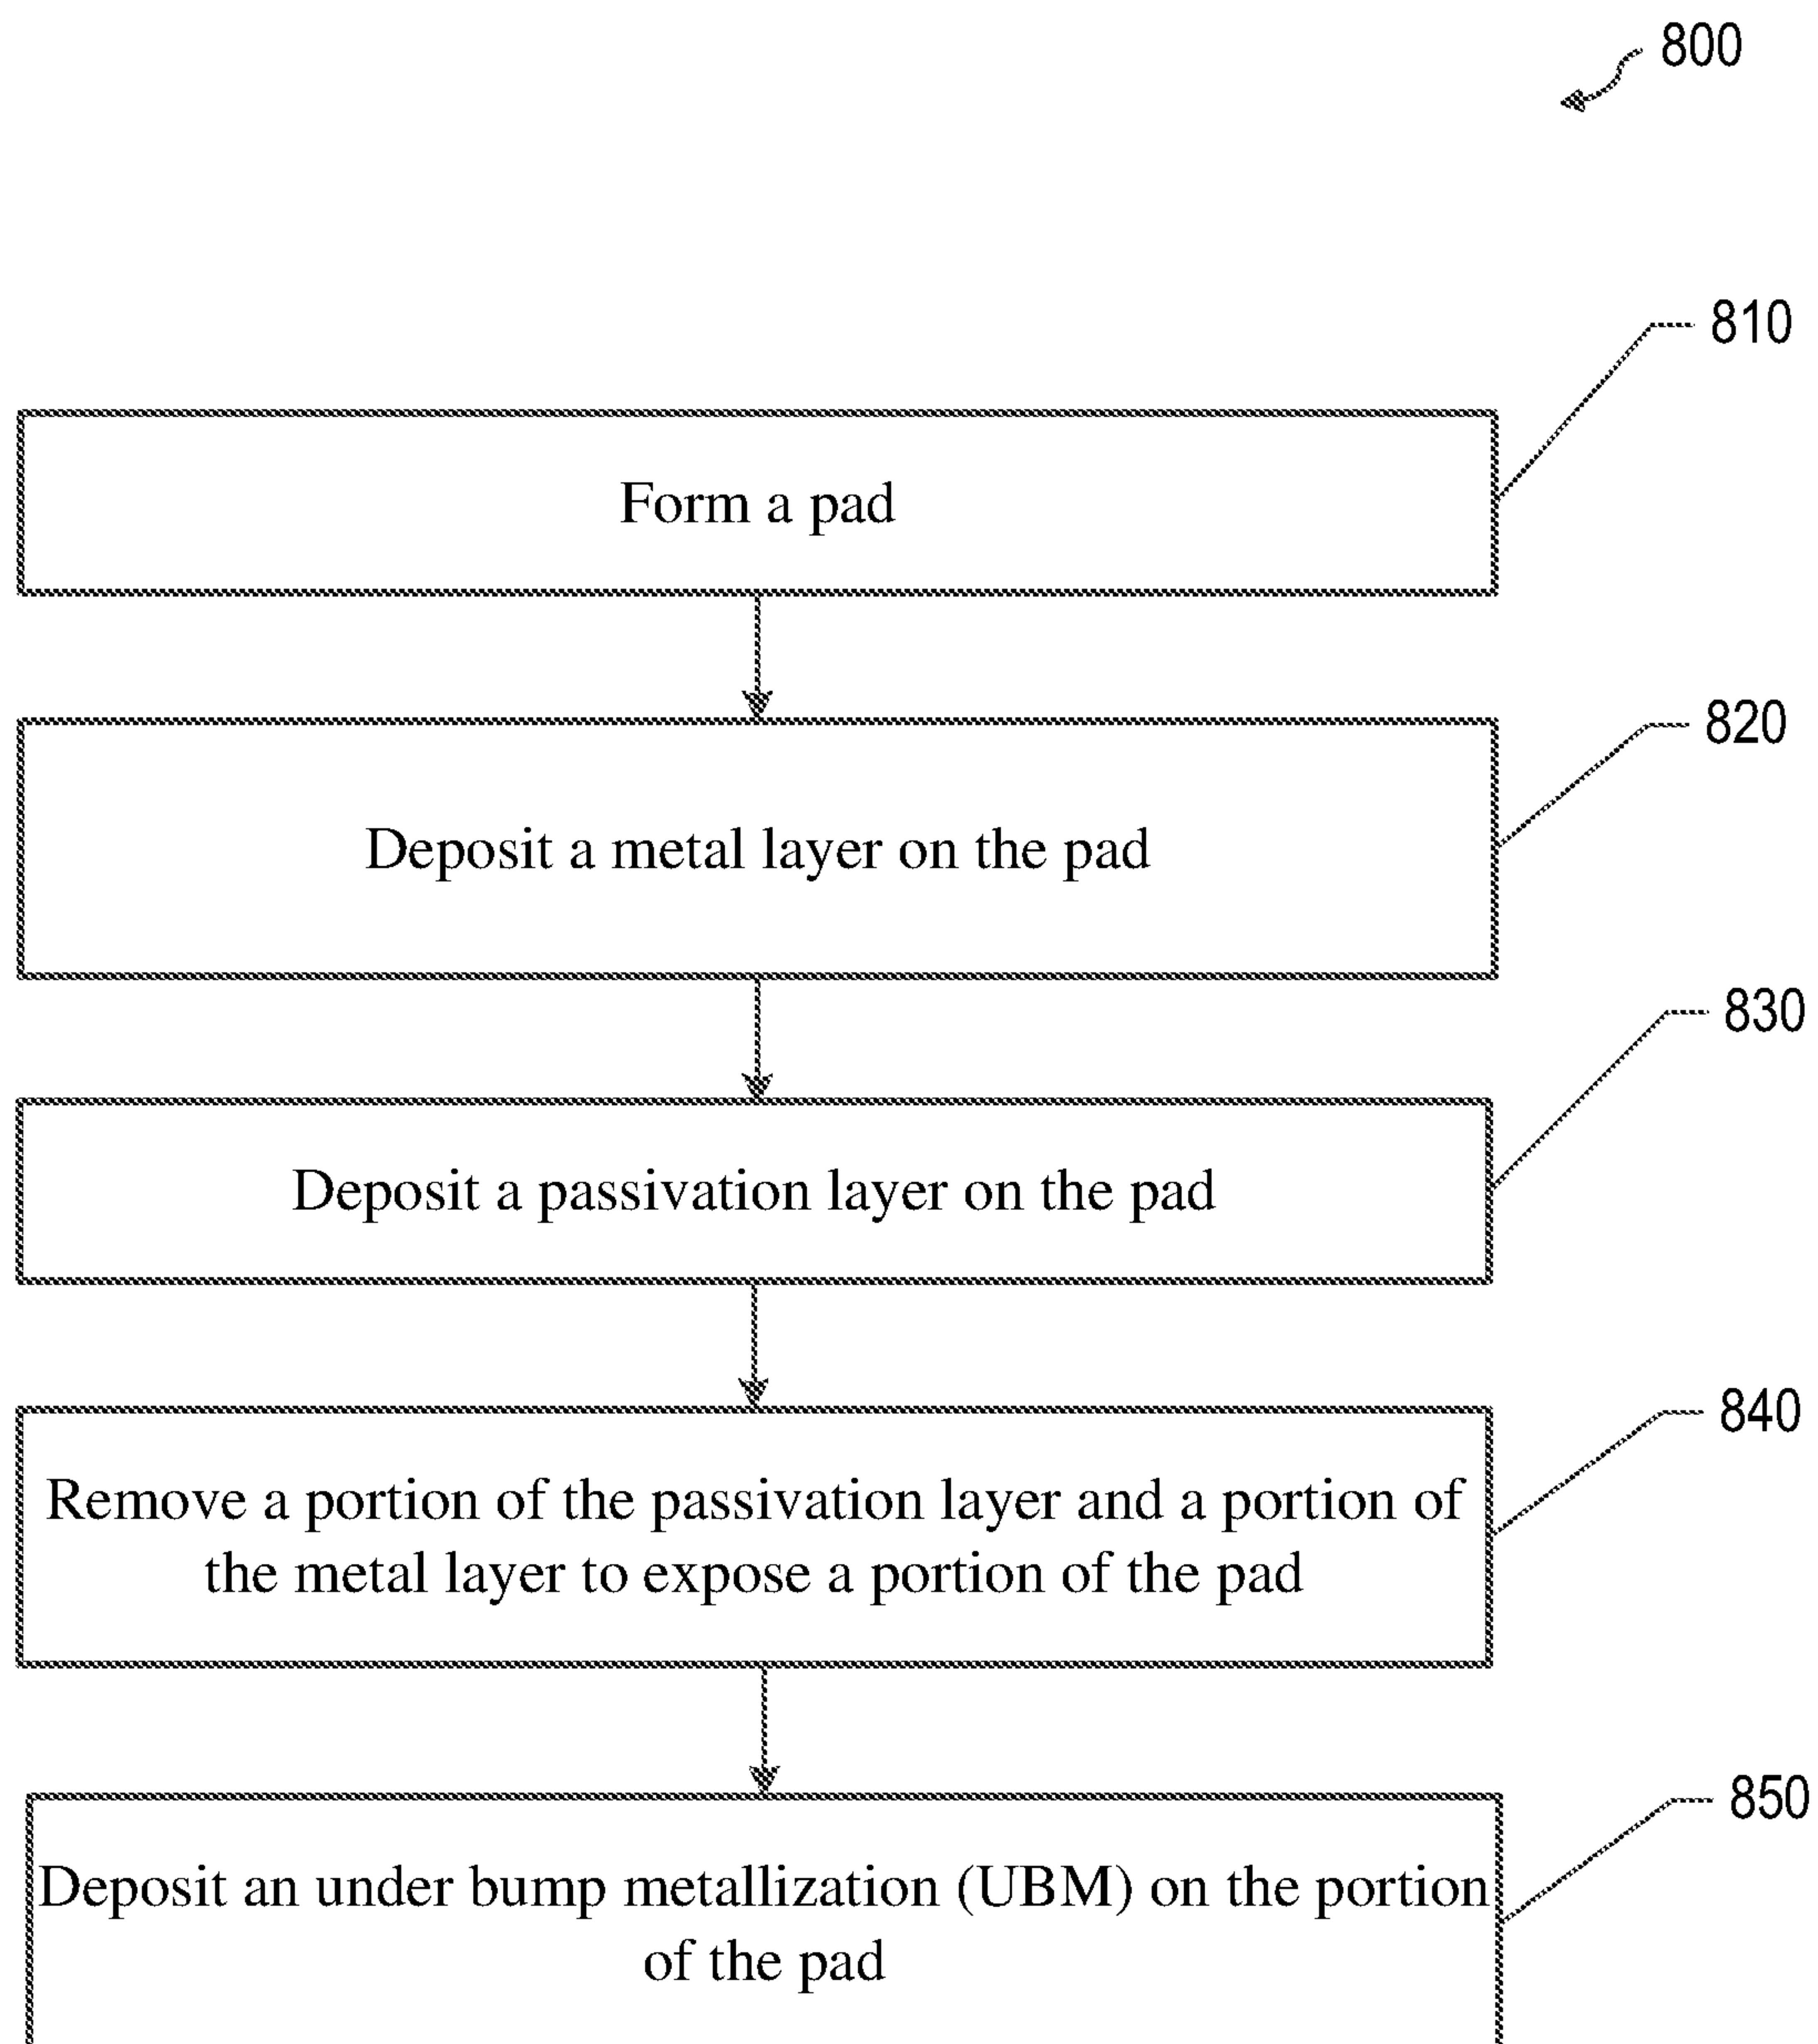 800
810
Form a pad
820
Deposit a metal layer on the pad
830
Deposit a passivation layer on the pad
840
Remove a portion of the passivation layer and a portion of
the metal layer to expose a portion of the pad
850
Deposit an under bump metallization (UBM) on the portion
of the pad